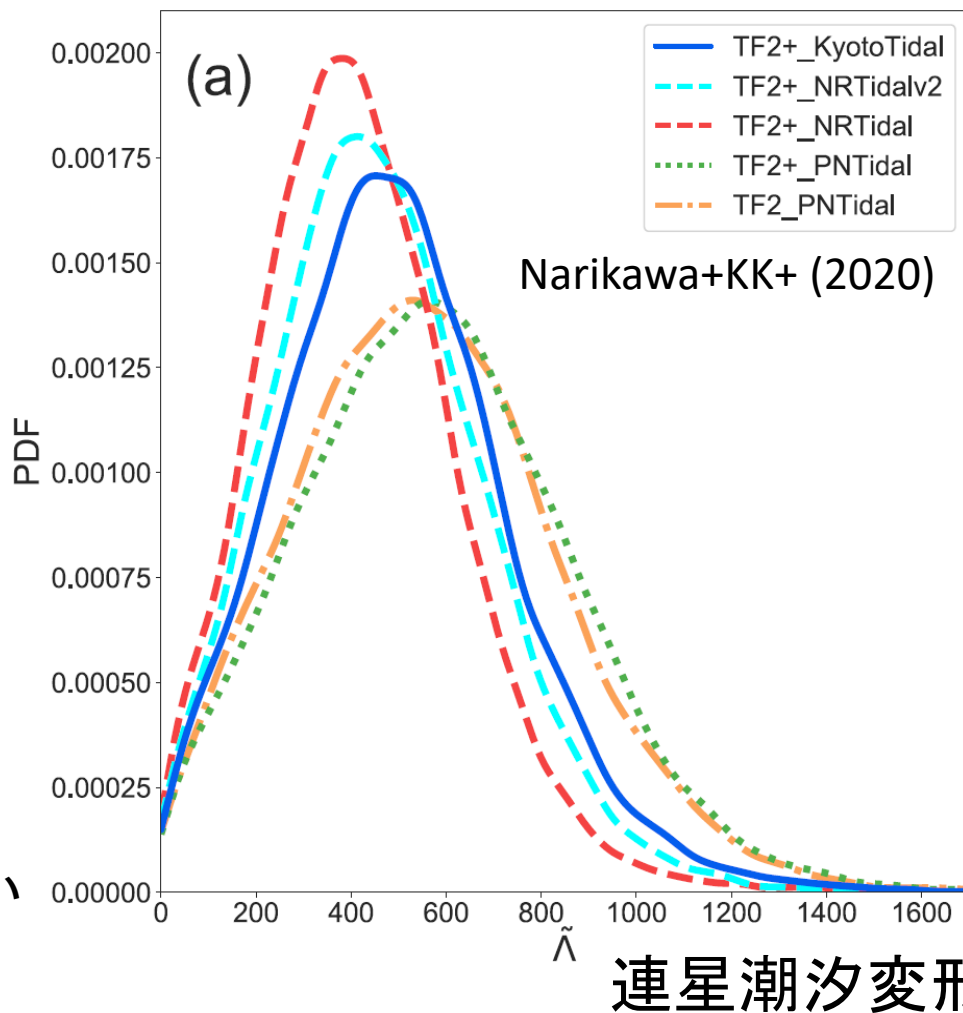 (a)
TF2+_KyotoTidal
TF2+_NRTidalv2
TF2+_NRTidal
TF2+_PNTidal
TF2_PNTidal
Narikawa+KK+ (2020)
PDF
0.00200
0.00175
0.00150
0.00125
0.00100
0.00075
0.00050
0.00025
0.00000
0 200 400 600 800 1000 1200 1400 1600
Λ̃
、
連星潮汐変形